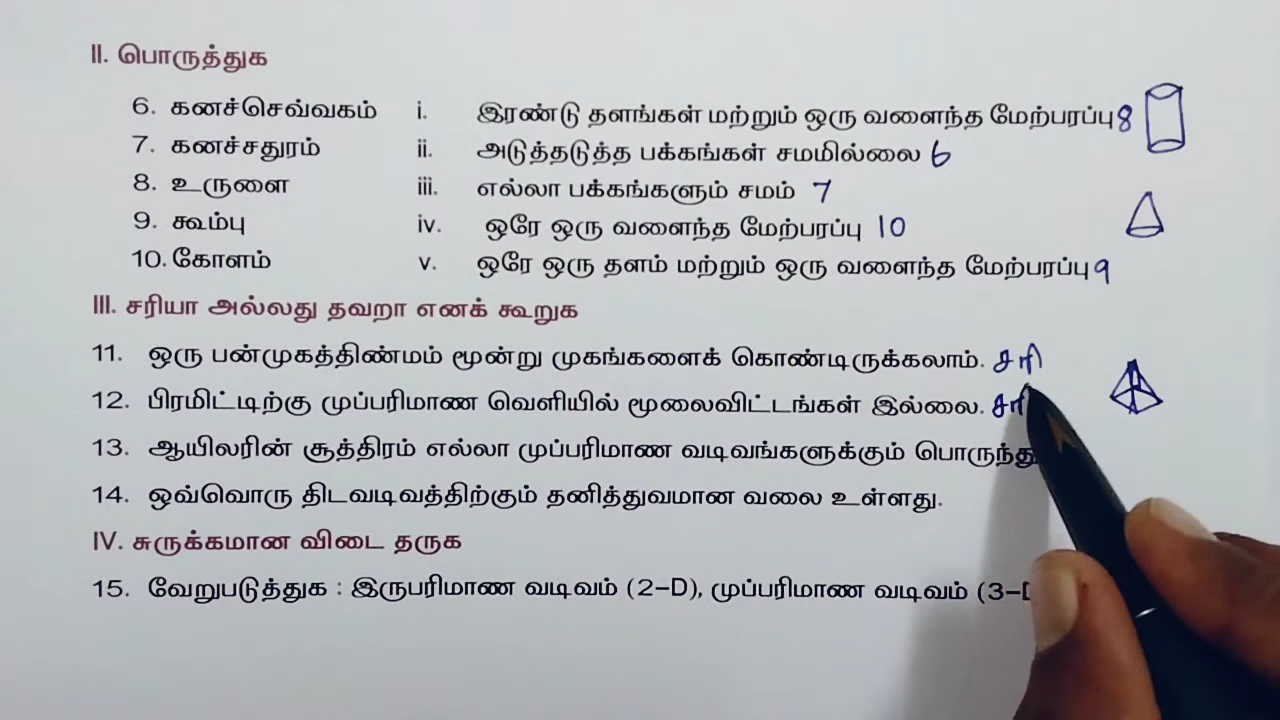 II. பொருத்துக
6. கனச்செவ்வகம் i. இரண்டு தளங்கள் மற்றும் ஒரு வளைந்த மேற்பரப்பு 8
7. கனச்சதுரம் ii. அடுத்தடுத்த பக்கங்கள் சமமில்லை 6
8. உருளை iii. எல்லா பக்கங்களும் சமம் 7
9. கூம்பு iv. ஒரே ஒரு வளைந்த மேற்பரப்பு 10
10. கோளம் v. ஒரே ஒரு தளம் மற்றும் ஒரு வளைந்த மேற்பரப்பு 9
III. சரியா அல்லது தவறா எனக் கூறுக
11. ஒரு பன்முகத்திண்மம் மூன்று முகங்களைக் கொண்டிருக்கலாம். சரி
12. பிரமிட்டிற்கு முப்பரிமாண வெளியில் மூலைவிட்டங்கள் இல்லை.
13. ஆயிலரின் சூத்திரம் எல்லா முப்பரிமாண வடிவங்களுக்கும்
14. ஒவ்வொரு திடவடிவத்திற்கும் தனித்துவமான வலை உள்ளது.
IV. சுருக்கமான விடை தருக
15. வேறுபடுத்துக : இருபரிமாண வடிவம் (2-D), முப்பரிமாண வடிவம்